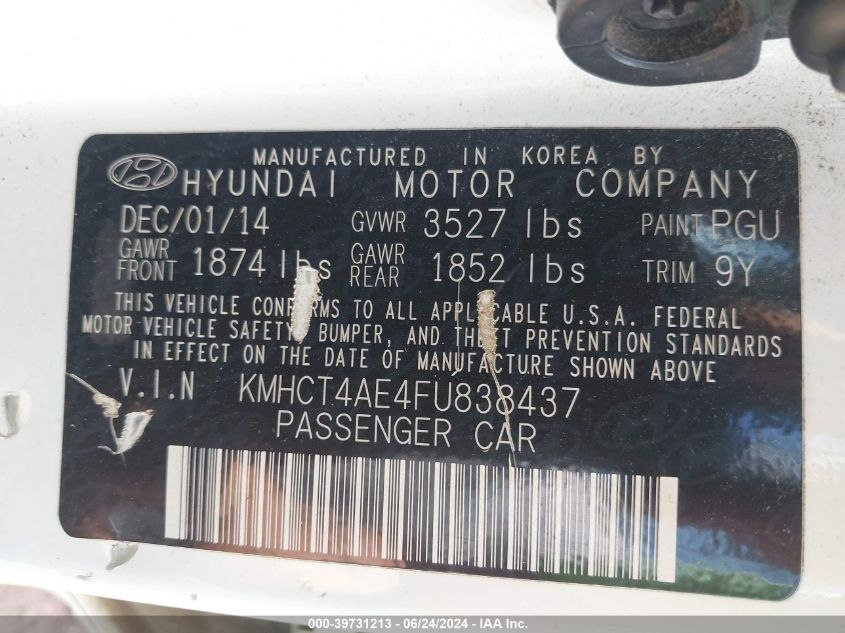 MANUFACTURED IN KOREA BY
HYUNDAI MOTOR COMPANY
DEC/01/14 GVWR 3527 lbs PAINT PGU
GAWR FRONT 1874 lbs GAWR REAR 1852 lbs TRIM 9Y
THIS VEHICLE CONFORMS TO ALL APPLICABLE U.S.A. FEDERAL
MOTOR VEHICLE SAFETY, BUMPER, AND THEFT PREVENTION STANDARDS
IN EFFECT ON THE DATE OF MANUFACTURE SHOWN ABOVE
V.I.N KMHCT4AE4FU838437
PASSENGER CAR
000-39731213 - 06/24/2024 - IAA Inc.